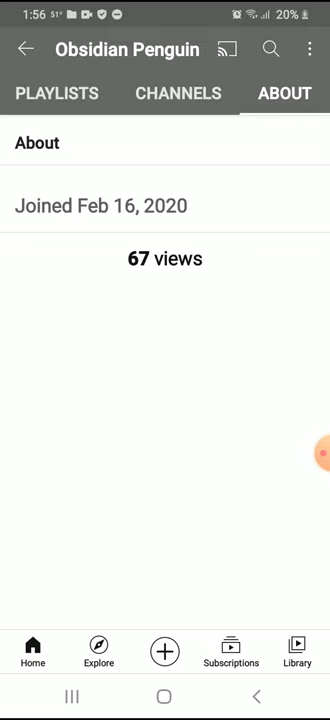 1:56 51° 20%
Obsidian Penguin
PLAYLISTS CHANNELS ABOUT
About
Joined Feb 16, 2020
67 views
Home Explore Subscriptions Library